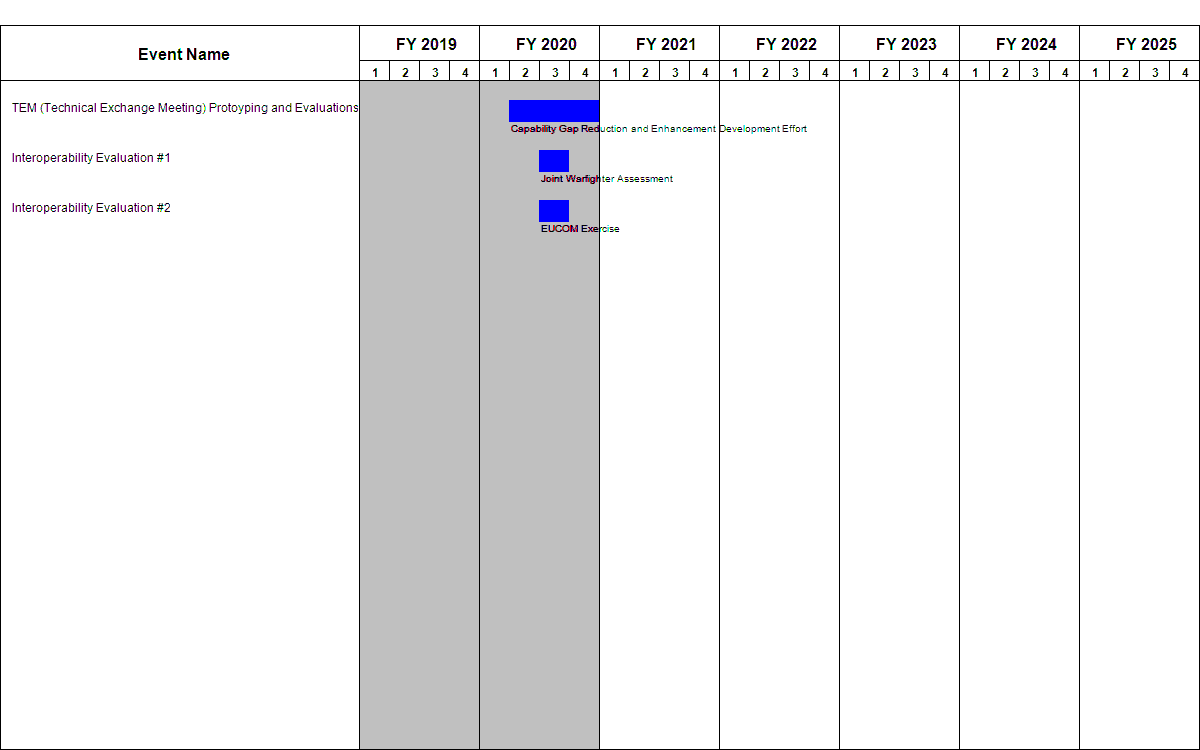 Event Name FY 2019 FY 2020 FY 2021 FY 2022 FY 2023 FY 2024 FY 2025
1 2 3 4 1 2 3 4 1 2 3 4 1 2 3 4 1 2 3 4 1 2 3 4 1 2 3 4
TEM (Technical Exchange Meeting) Protoyping and Evaluations
Capability Gap Reduction and Enhancement Development Effort
Interoperability Evaluation #1
Joint Warfighter Assessment
Interoperability Evaluation #2
EUCOM Exercise